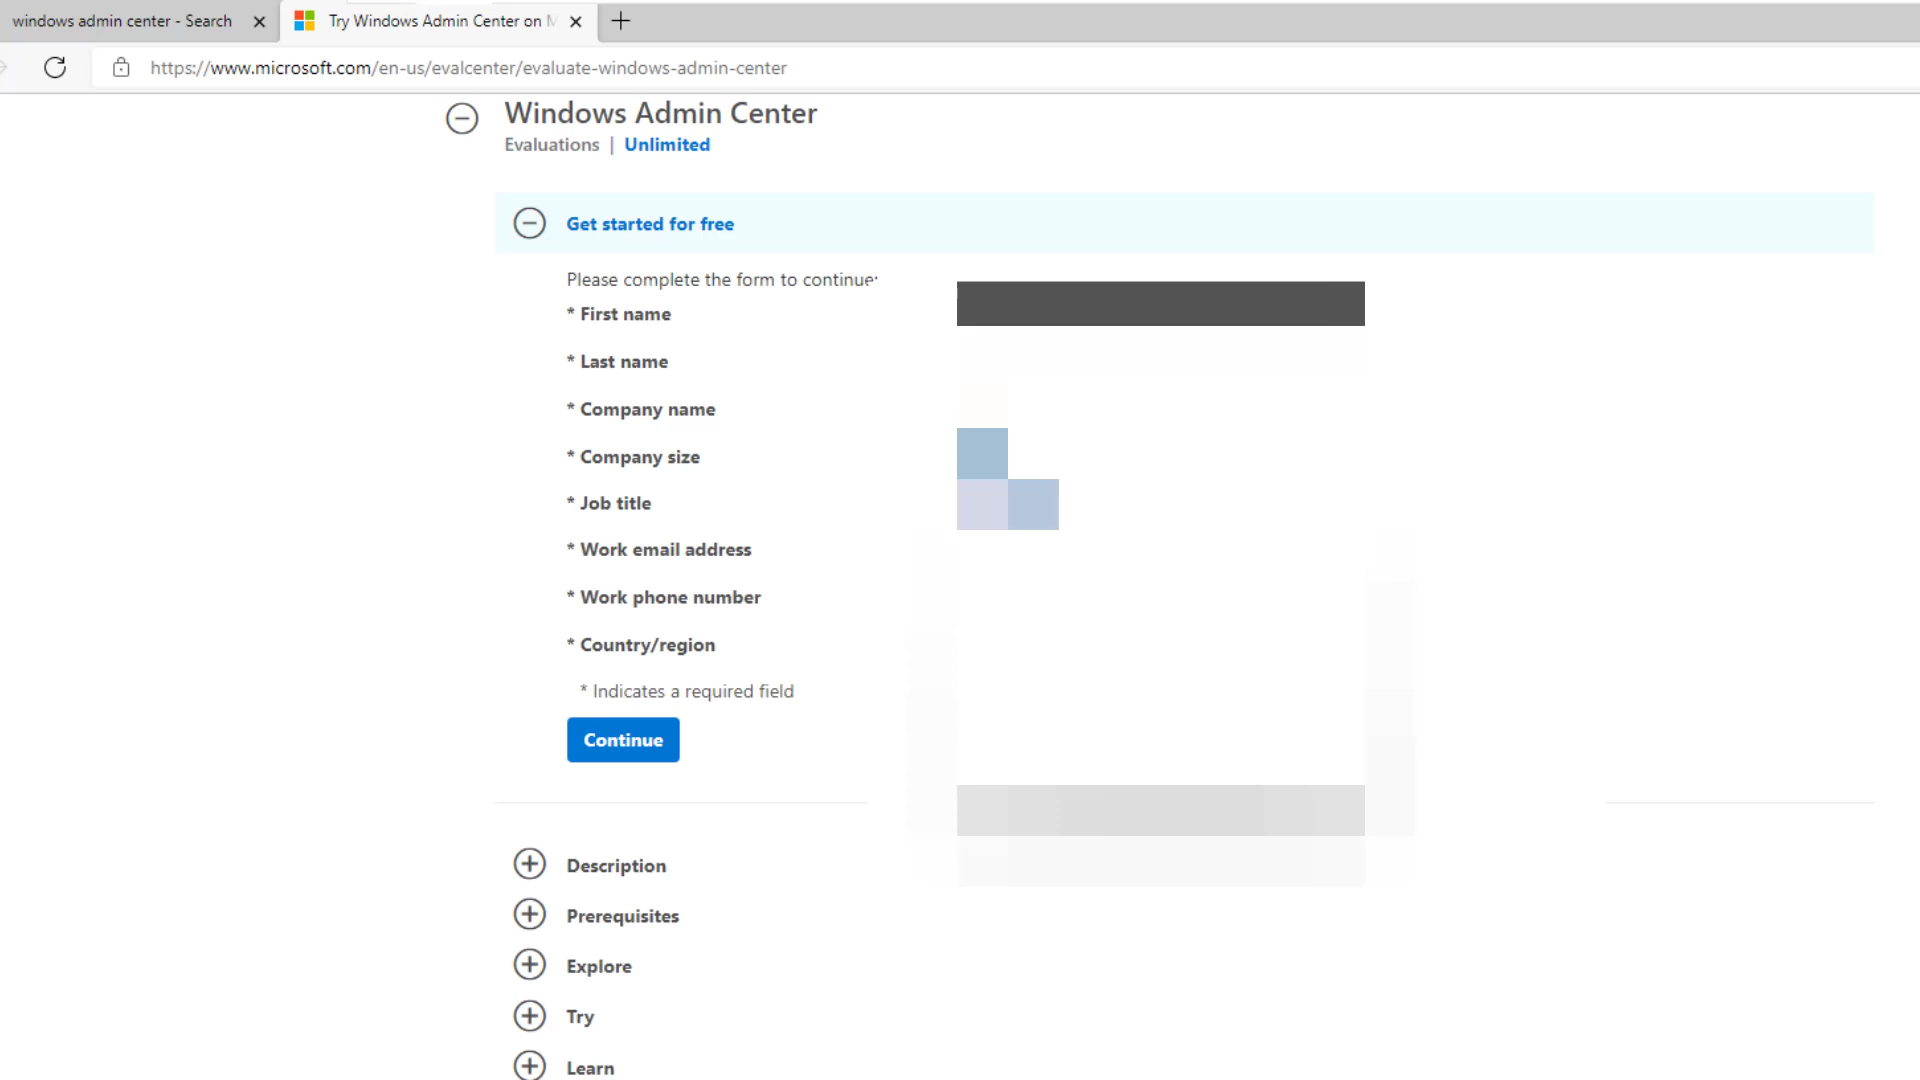 windows admin center - Search
Try Windows Admin Center on
https://www.microsoft.com/en-us/evalcenter/evaluate-windows-admin-center
Windows Admin Center
Evaluations | Unlimited
Get started for free
Please complete the form to continue:
* First name
* Last name
* Company name
* Company size
* Job title
* Work email address
* Work phone number
* Country/region
* Indicates a required field
Continue
Description
Prerequisites
Explore
Try
Learn